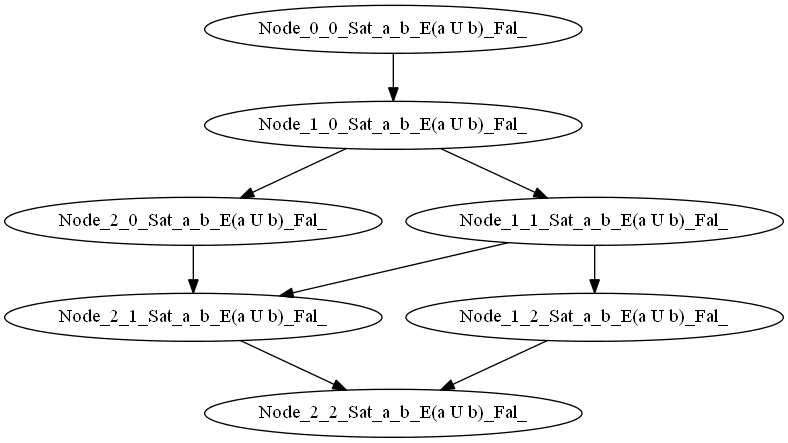 Node_0_0_Sat_a_b_E(a U b)_Fal_
Node_1_0_Sat_a_b_E(a U b)_Fal_
Node_2_0_Sat_a_b_E(a U b)_Fal_
Node_1_1_Sat_a_b_E(a U b)_Fal_
Node_2_1_Sat_a_b_E(a U b)_Fal_
Node_1_2_Sat_a_b_E(a U b)_Fal_
Node_2_2_Sat_a_b_E(a U b)_Fal_